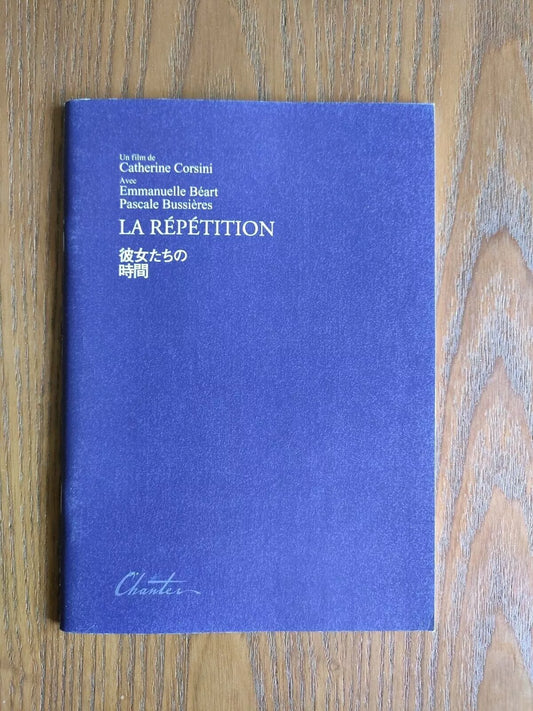 Un film de
Catherine Corsini
Avec
Emmanuelle Béart
Pascale Bussières
LA RÉPÉTITION
彼女たちの
時間
Chanter